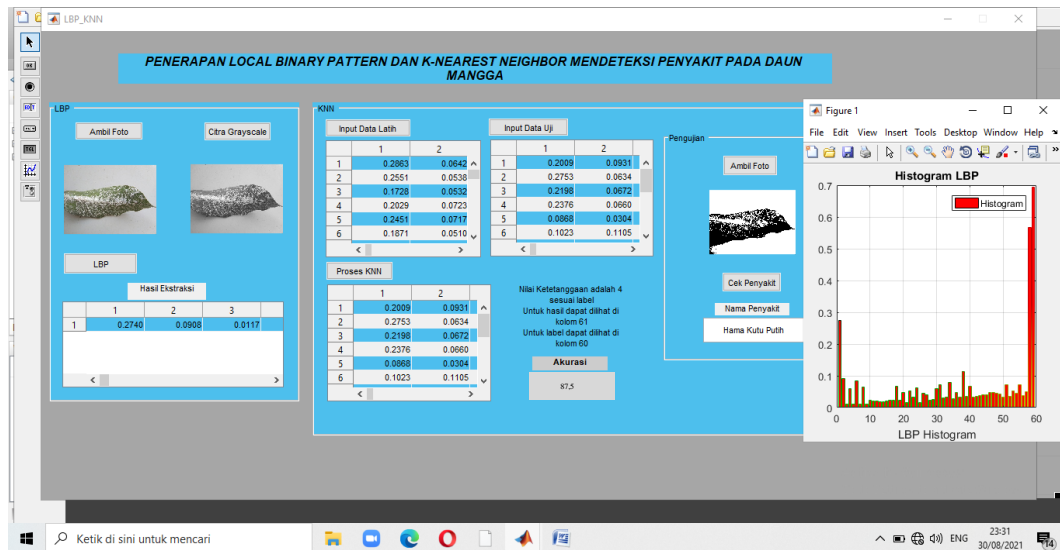 LBP_KNN
PENERAPAN LOCAL BINARY PATTERN DAN K-NEAREST NEIGHBOR MENDETEKSI PENYAKIT PADA DAUN
MANGGA
LBP
Ambil Foto
Citra Grayscale
LBP
Hasil Ekstraksi
1 2 3
1 0.2740 0.0908 0.0117
KNN
Input Data Latih
1 2
1 0.2863 0.0642
2 0.2551 0.0538
3 0.1728 0.0532
4 0.2029 0.0723
5 0.2451 0.0717
6 0.1871 0.0510
Input Data Uji
1 2
1 0.2009 0.0931
2 0.2753 0.0634
3 0.2198 0.0672
4 0.2376 0.0660
5 0.0868 0.0304
6 0.1023 0.1105
Proses KNN
1 2
1 0.2009 0.0931
2 0.2753 0.0634
3 0.2198 0.0672
4 0.2376 0.0660
5 0.0868 0.0304
6 0.1023 0.1105
Nilai Ketetanggaan adalah 4
sesuai label
Untuk hasil dapat dilihat di
kolom 61
Untuk label dapat dilihat di
kolom 60
Akurasi
87,5
Pengujian
Ambil Foto
Cek Penyakit
Nama Penyakit
Hama Kutu Putih
Figure 1
File Edit View Insert Tools Desktop Window Help
Histogram LBP
Histogram
0.7
0.6
0.5
0.4
0.3
0.2
0.1
0
0 10 20 30 40 50 60
LBP Histogram
Ketik di sini untuk mencari
ENG
23:31
30/08/2021
14